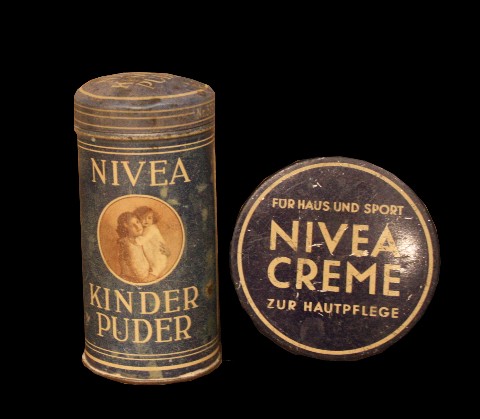 NIVEA
KINDER
PUDER
FÜR HAUS UND SPORT
NIVEA
CREME
ZUR HAUTPFLEGE